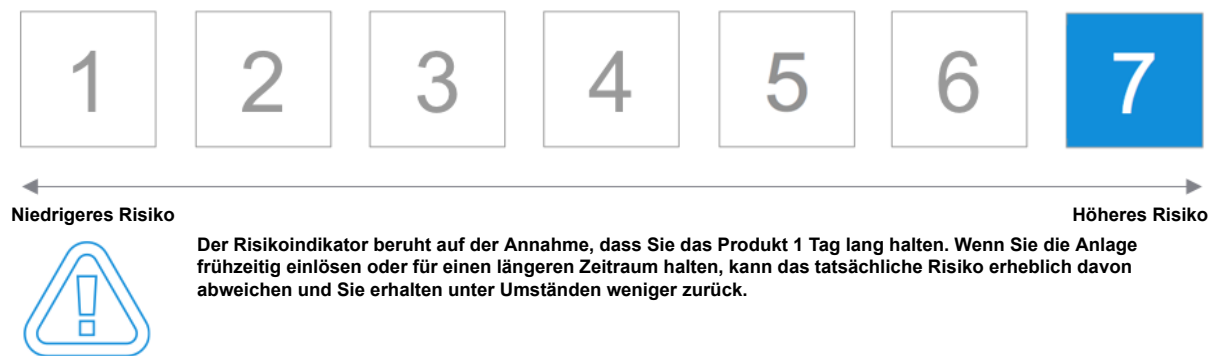 1 2 3 4 5 6 7
Niedrigeres Risiko Höheres Risiko
Der Risikoindikator beruht auf der Annahme, dass Sie das Produkt 1 Tag lang halten. Wenn Sie die Anlage
frühzeitig einlösen oder für einen längeren Zeitraum halten, kann das tatsächliche Risiko erheblich davon
abweichen und Sie erhalten unter Umständen weniger zurück.